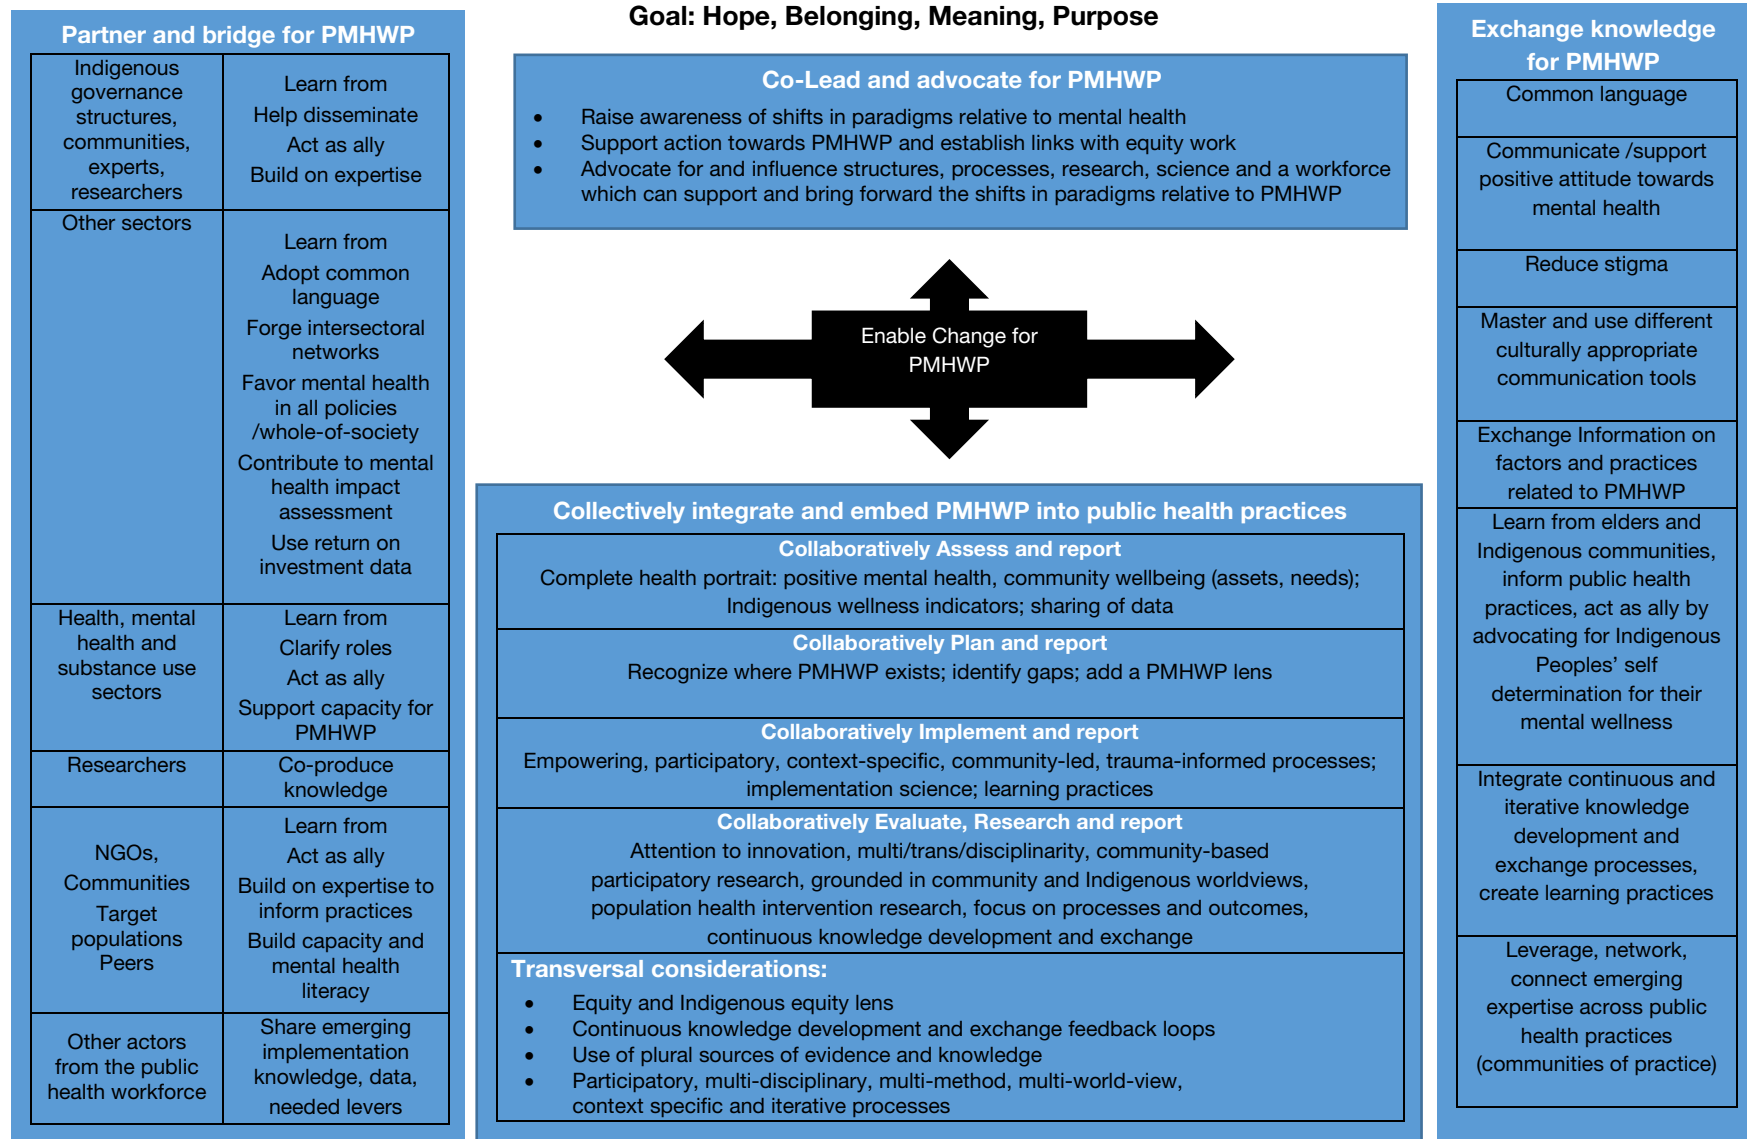 Goal: Hope, Belonging, Meaning, Purpose
Partner and bridge for PMHWP
Indigenous
governance
structures,
communities,
experts,
researchers
Learn from
Help disseminate
Act as ally
Build on expertise
Other sectors
Learn from
Adopt common
language
Forge intersectoral
networks
Favor mental health
in all policies
/whole-of-society
Contribute to mental
health impact
assessment
Use return on
investment data
Health, mental
health and
substance use
sectors
Learn from
Clarify roles
Act as ally
Support capacity for
PMHWP
Researchers
Co-produce
knowledge
NGOs,
Communities
Target
populations
Peers
Learn from
Act as ally
Build on expertise to
inform practices
Build capacity and
mental health
literacy
Other actors
from the public
health workforce
Share emerging
implementation
knowledge, data,
needed levers
Co-Lead and advocate for PMHWP
• Raise awareness of shifts in paradigms relative to mental health
• Support action towards PMHWP and establish links with equity work
• Advocate for and influence structures, processes, research, science and a workforce
which can support and bring forward the shifts in paradigms relative to PMHWP
Enable Change for
PMHWP
Collectively integrate and embed PMHWP into public health practices
Collaboratively Assess and report
Complete health portrait: positive mental health, community wellbeing (assets, needs);
Indigenous wellness indicators; sharing of data
Collaboratively Plan and report
Recognize where PMHWP exists; identify gaps; add a PMHWP lens
Collaboratively Implement and report
Empowering, participatory, context-specific, community-led, trauma-informed processes;
implementation science; learning practices
Collaboratively Evaluate, Research and report
Attention to innovation, multi/trans/disciplinarity, community-based
participatory research, grounded in community and Indigenous worldviews,
population health intervention research, focus on processes and outcomes,
continuous knowledge development and exchange
Transversal considerations:
• Equity and Indigenous equity lens
• Continuous knowledge development and exchange feedback loops
• Use of plural sources of evidence and knowledge
• Participatory, multi-disciplinary, multi-method, multi-world-view,
context specific and iterative processes
Exchange knowledge
for PMHWP
Common language
Communicate /support
positive attitude towards
mental health
Reduce stigma
Master and use different
culturally appropriate
communication tools
Exchange Information on
factors and practices
related to PMHWP
Learn from elders and
Indigenous communities,
inform public health
practices, act as ally by
advocating for Indigenous
Peoples’ self
determination for their
mental wellness
Integrate continuous and
iterative knowledge
development and
exchange processes,
create learning practices
Leverage, network,
connect emerging
expertise across public
health practices
(communities of practice)